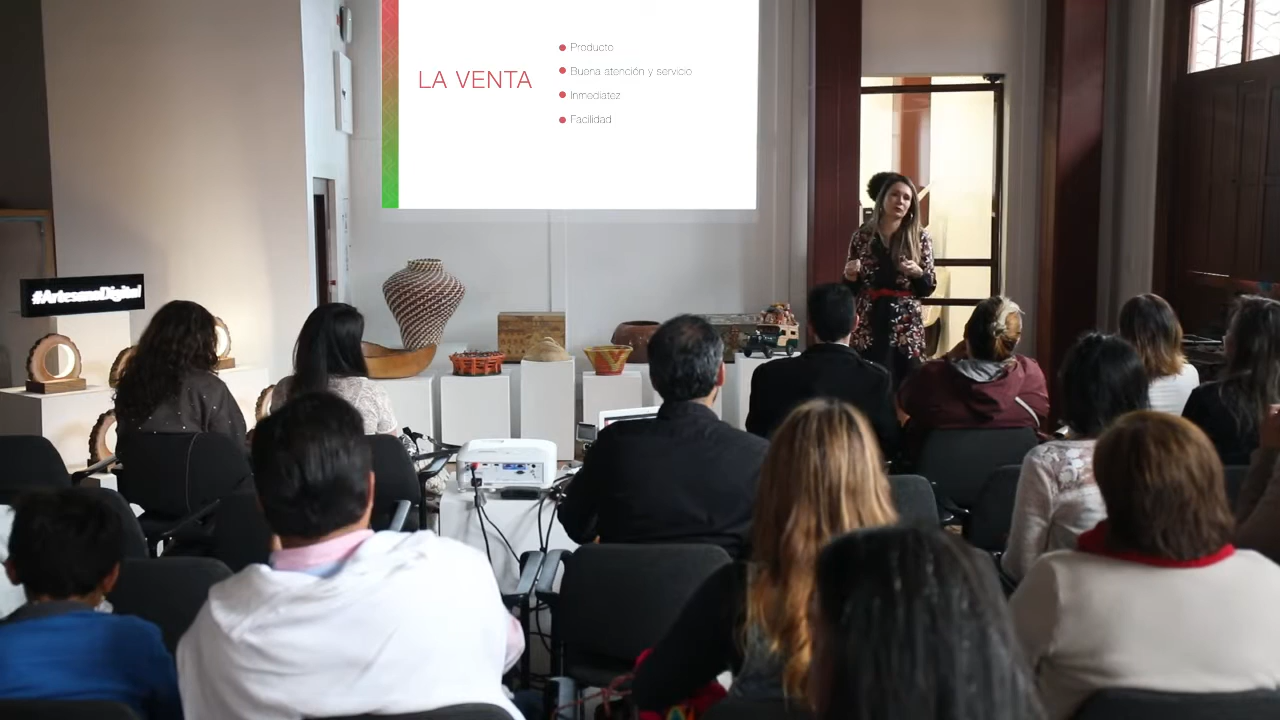 LA VENTA
Producto
Buena atención y servicio
Inmediatez
Facilidad
#ArtesanoDigital